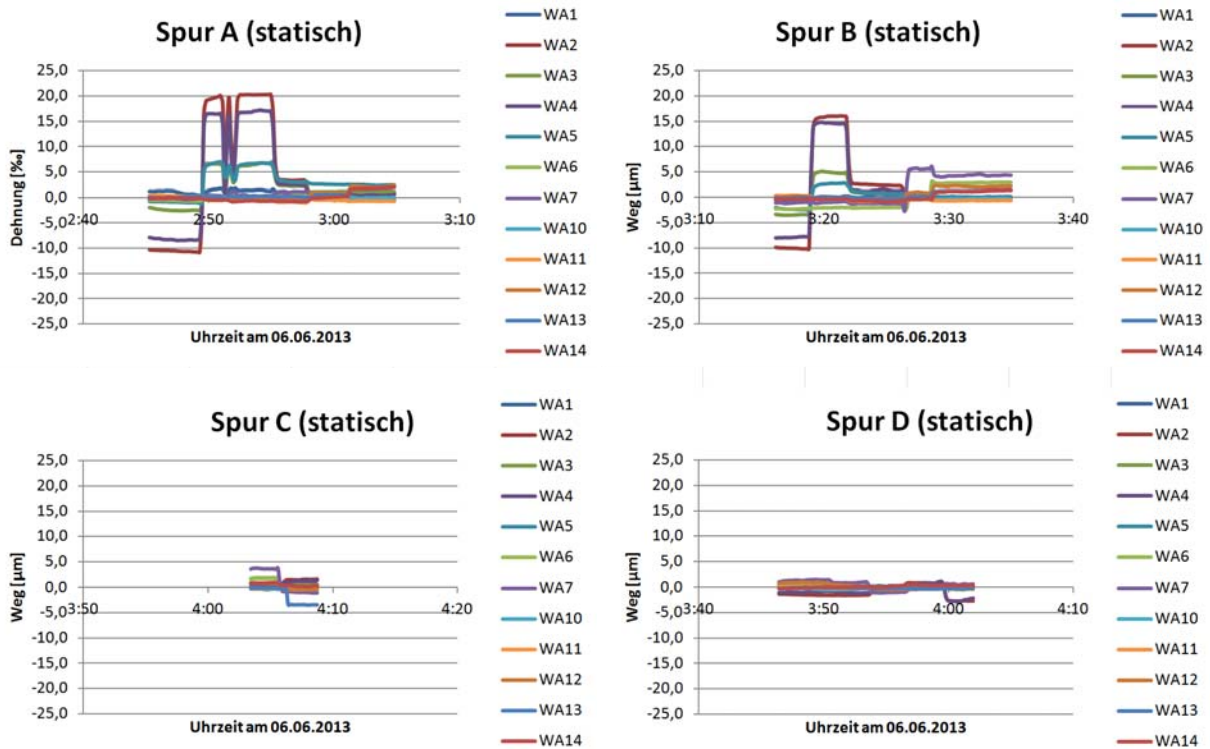 Spur A (statisch)
25,0
20,0
15,0
10,0
5,0
0,0
-5,0
-10,0
-15,0
-20,0
-25,0
2:40
2:50
3:00
3:10
Dehnung [‰]
Uhrzeit am 06.06.2013
WA1
WA2
WA3
WA4
WA5
WA6
WA7
WA10
WA11
WA12
WA13
WA14
Spur B (statisch)
25,0
20,0
15,0
10,0
5,0
0,0
-5,0
-10,0
-15,0
-20,0
-25,0
3:10
3:20
3:30
3:40
Weg [µm]
Uhrzeit am 06.06.2013
WA1
WA2
WA3
WA4
WA5
WA6
WA7
WA10
WA11
WA12
WA13
WA14
Spur C (statisch)
25,0
20,0
15,0
10,0
5,0
0,0
-5,0
-10,0
-15,0
-20,0
-25,0
3:50
4:00
4:10
4:20
Weg [µm]
Uhrzeit am 06.06.2013
WA1
WA2
WA3
WA4
WA5
WA6
WA7
WA10
WA11
WA12
WA13
WA14
Spur D (statisch)
25,0
20,0
15,0
10,0
5,0
0,0
-5,0
-10,0
-15,0
-20,0
-25,0
3:40
3:50
4:00
4:10
Weg [µm]
Uhrzeit am 06.06.2013
WA1
WA2
WA3
WA4
WA5
WA6
WA7
WA10
WA11
WA12
WA13
WA14